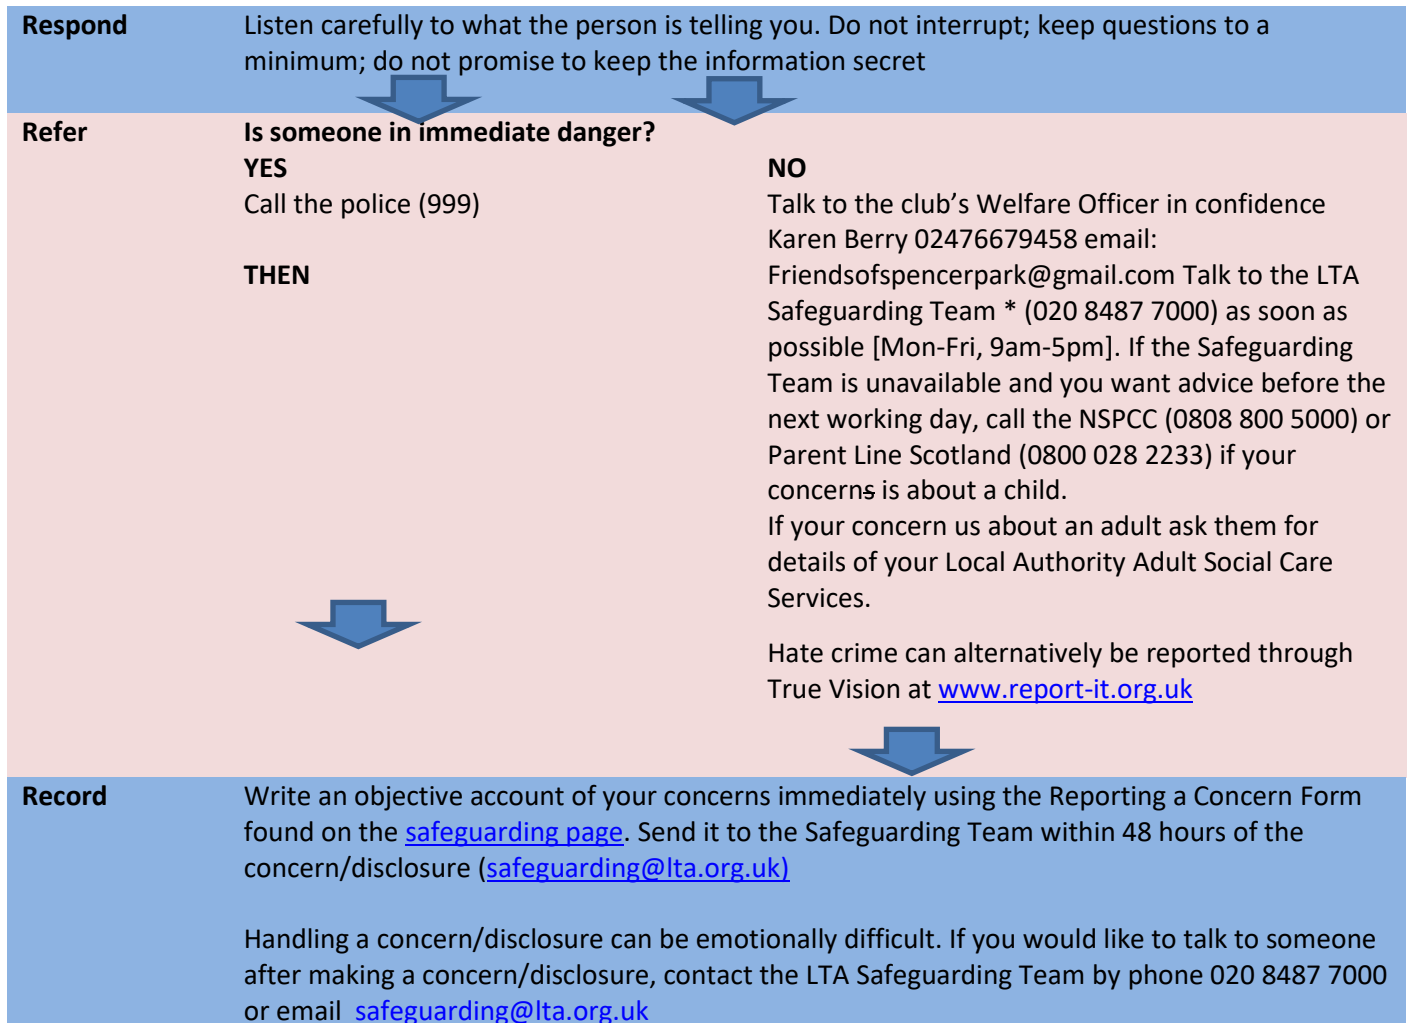 Respond
Listen carefully to what the person is telling you. Do not interrupt; keep questions to a
minimum; do not promise to keep the information secret
Refer
Is someone in immediate danger?
YES
Call the police (999)
THEN
NO
Talk to the club’s Welfare Officer in confidence
Karen Berry 02476679458 email:
Friendsofspencerpark@gmail.com Talk to the LTA
Safeguarding Team * (020 8487 7000) as soon as
possible [Mon-Fri, 9am-5pm]. If the Safeguarding
Team is unavailable and you want advice before the
next working day, call the NSPCC (0808 800 5000) or
Parent Line Scotland (0800 028 2233) if your
concerns is about a child.
If your concern us about an adult ask them for
details of your Local Authority Adult Social Care
Services.
Hate crime can alternatively be reported through
True Vision at www.report-it.org.uk
Record
Write an objective account of your concerns immediately using the Reporting a Concern Form
found on the safeguarding page. Send it to the Safeguarding Team within 48 hours of the
concern/disclosure (safeguarding@lta.org.uk)
Handling a concern/disclosure can be emotionally difficult. If you would like to talk to someone
after making a concern/disclosure, contact the LTA Safeguarding Team by phone 020 8487 7000
or email safeguarding@lta.org.uk